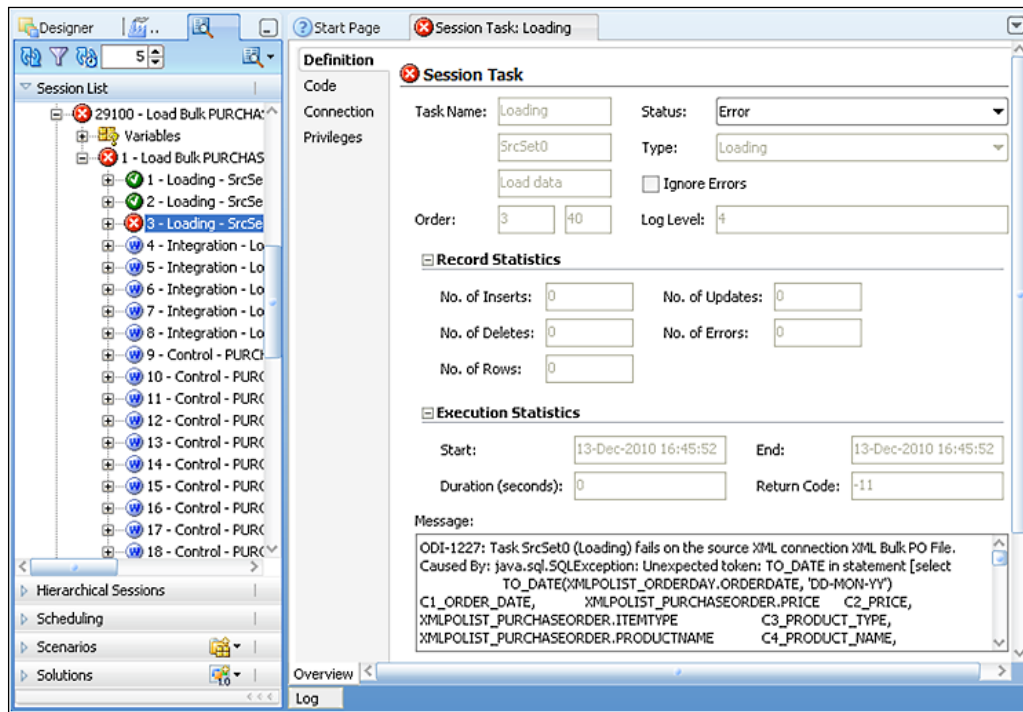 Designer
..
Start Page
Session Task: Loading
5
Session List
29100 - Load Bulk PURCHA:
Variables
1 - Load Bulk PURCHAS
1 - Loading - SrcSe
2 - Loading - SrcSe
3 - Loading - SrcSe
4 - Integration - Lo
5 - Integration - Lo
6 - Integration - Lo
7 - Integration - Lo
8 - Integration - Lo
9 - Control - PURCH
10 - Control - PURC
11 - Control - PURC
12 - Control - PURC
13 - Control - PURC
14 - Control - PURC
15 - Control - PURC
16 - Control - PURC
17 - Control - PURC
18 - Control - PURC
Hierarchical Sessions
Scheduling
Scenarios
Solutions
1.0
Definition
Code
Connection
Privileges
Session Task
Task Name: Loading Status: Error
SrcSet0 Type: Loading
Load data Ignore Errors
Order: 3 40 Log Level: 4
Record Statistics
No. of Inserts: 0 No. of Updates: 0
No. of Deletes: 0 No. of Errors: 0
No. of Rows: 0
Execution Statistics
Start: 13-Dec-2010 16:45:52 End: 13-Dec-2010 16:45:52
Duration (seconds): 0 Return Code: -11
Message:
ODI-1227: Task SrcSet0 (Loading) fails on the source XML connection XML Bulk PO File.
Caused By: java.sql.SQLException: Unexpected token: TO_DATE in statement [select
TO_DATE(XMLPOLIST_ORDERDAY.ORDERDATE, 'DD-MON-YY')
C1_ORDER_DATE, XMLPOLIST_PURCHASEORDER.PRICE C2_PRICE,
XMLPOLIST_PURCHASEORDER.ITEMTYPE C3_PRODUCT_TYPE,
XMLPOLIST_PURCHASEORDER.PRODUCTNAME C4_PRODUCT_NAME,
Overview
Log